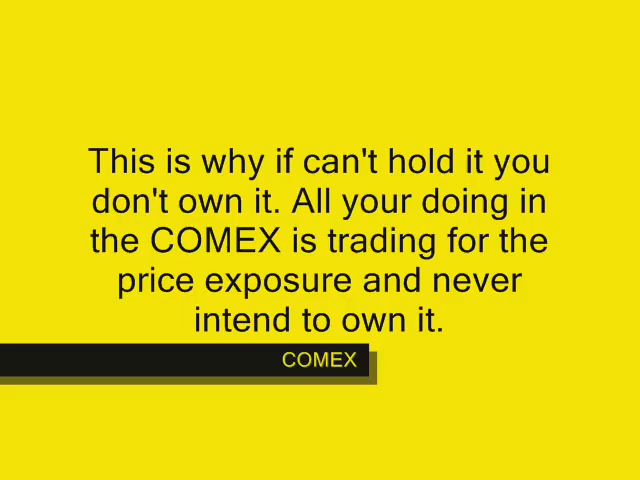 This is why if can't hold it you
don't own it. All your doing in
the COMEX is trading for the
price exposure and never
intend to own it.
COMEX